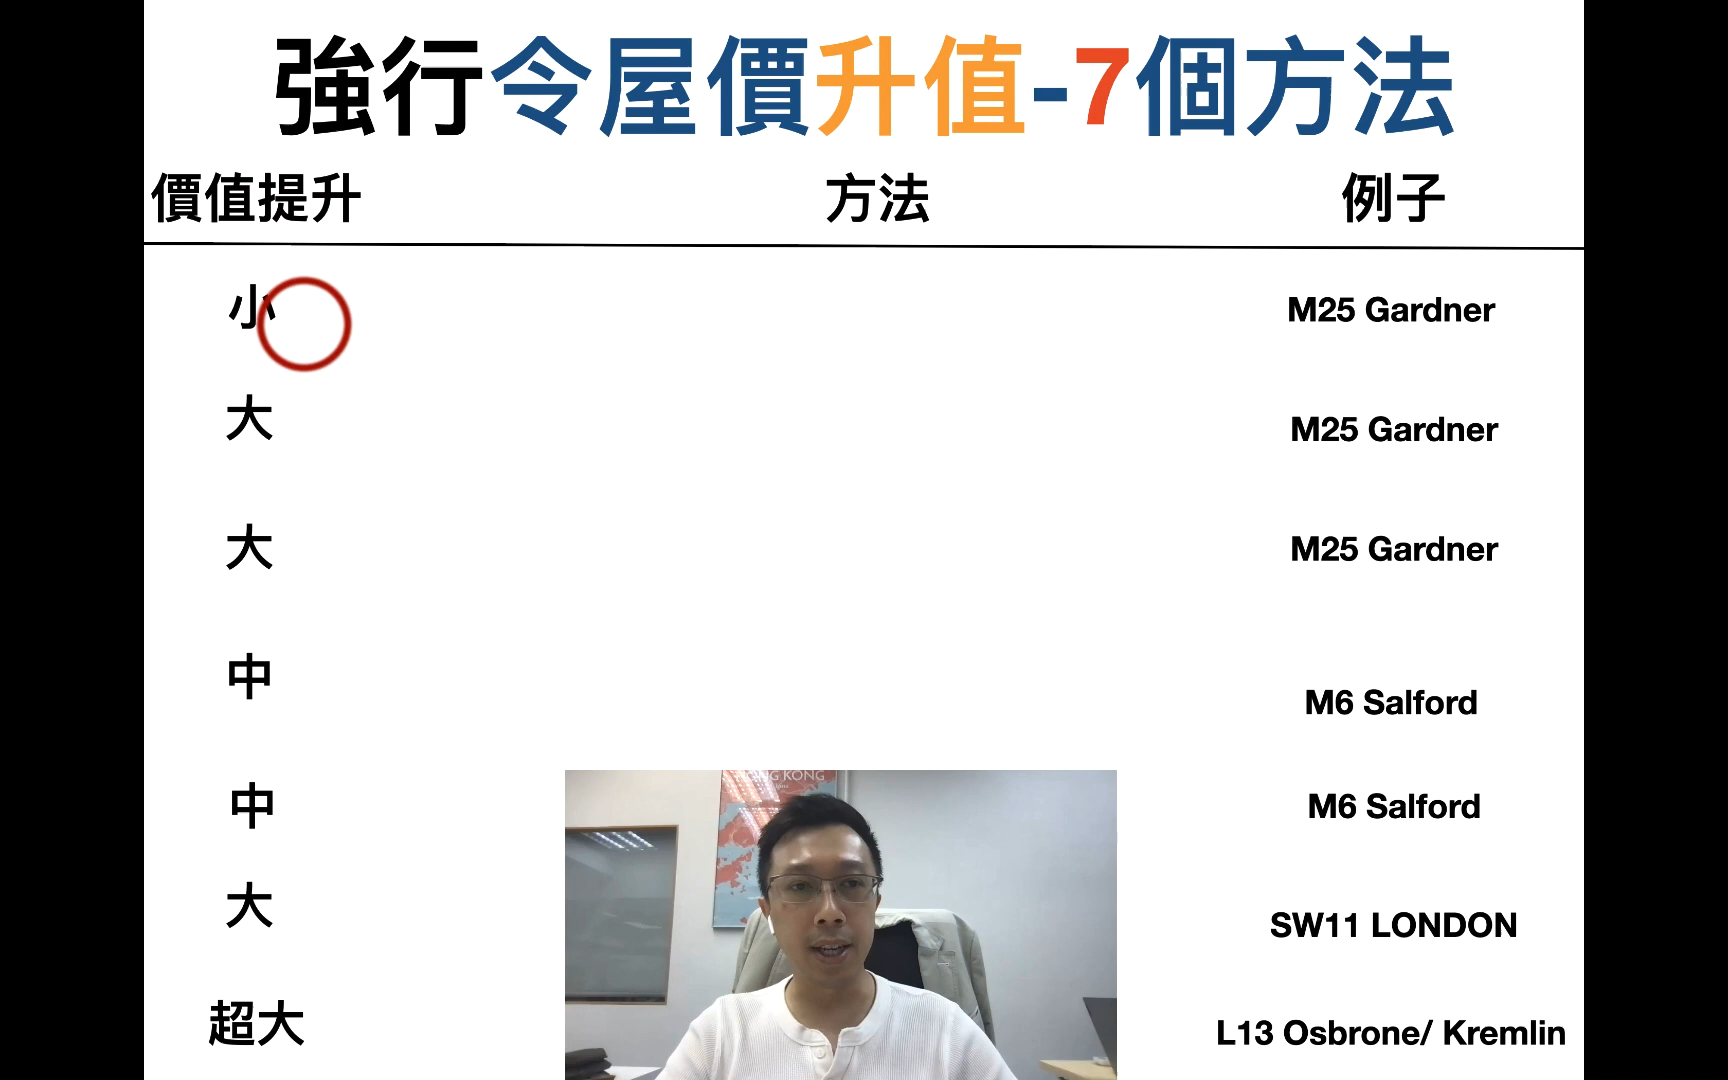 強行令屋價升值-7個方法
價值提升 方法 例子
小 M25 Gardner
大 M25 Gardner
大 M25 Gardner
中 M6 Salford
中 M6 Salford
大 SW11 LONDON
超大 L13 Osbrone/ Kremlin
HONG KONG